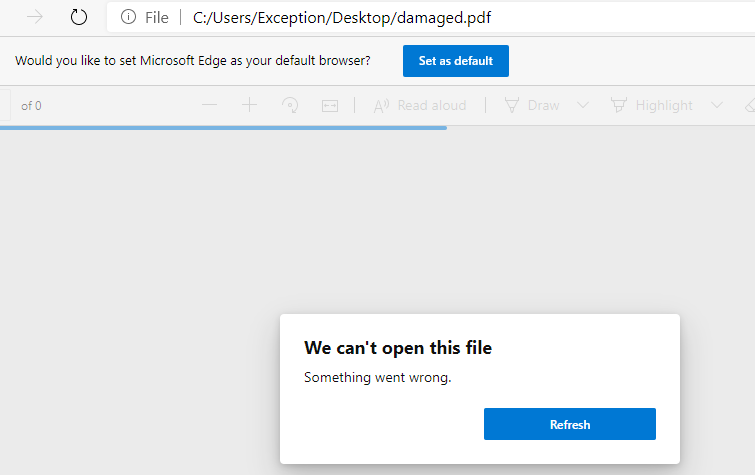 File C:/Users/Exception/Desktop/damaged.pdf
Would you like to set Microsoft Edge as your default browser? Set as default
of 0 Read aloud Draw Highlight
We can't open this file
Something went wrong.
Refresh